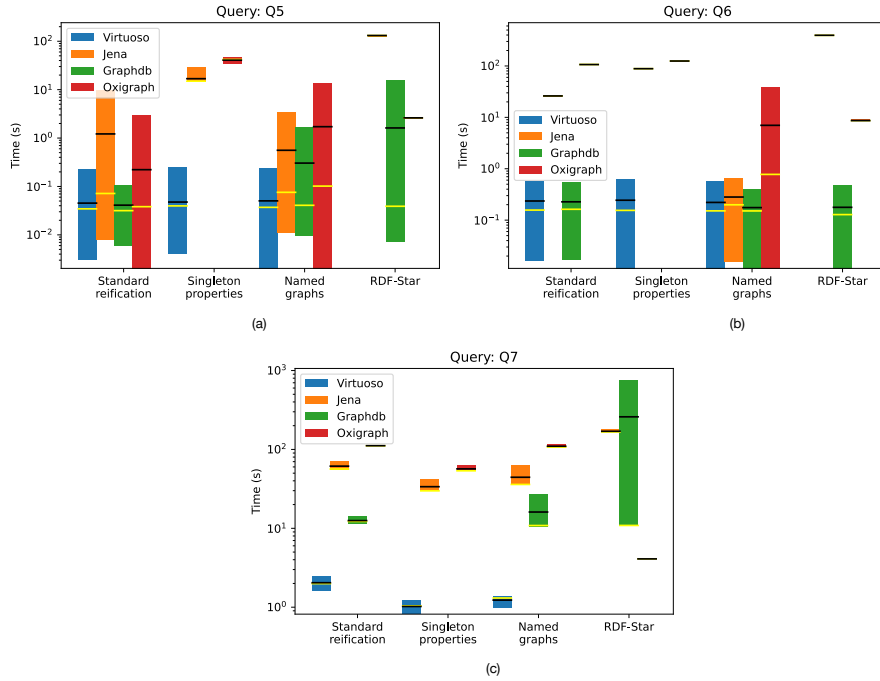 Query: Q5
Time (s)
10²
10¹
10⁰
10⁻¹
10⁻²
Virtuoso
Jena
Graphdb
Oxigraph
Standard
reification
Singleton
properties
Named
graphs
RDF-Star
(a)
Query: Q6
Time (s)
10²
10¹
10⁰
10⁻¹
Virtuoso
Jena
Graphdb
Oxigraph
Standard
reification
Singleton
properties
Named
graphs
RDF-Star
(b)
Query: Q7
Time (s)
10³
10²
10¹
10⁰
Virtuoso
Jena
Graphdb
Oxigraph
Standard
reification
Singleton
properties
Named
graphs
RDF-Star
(c)